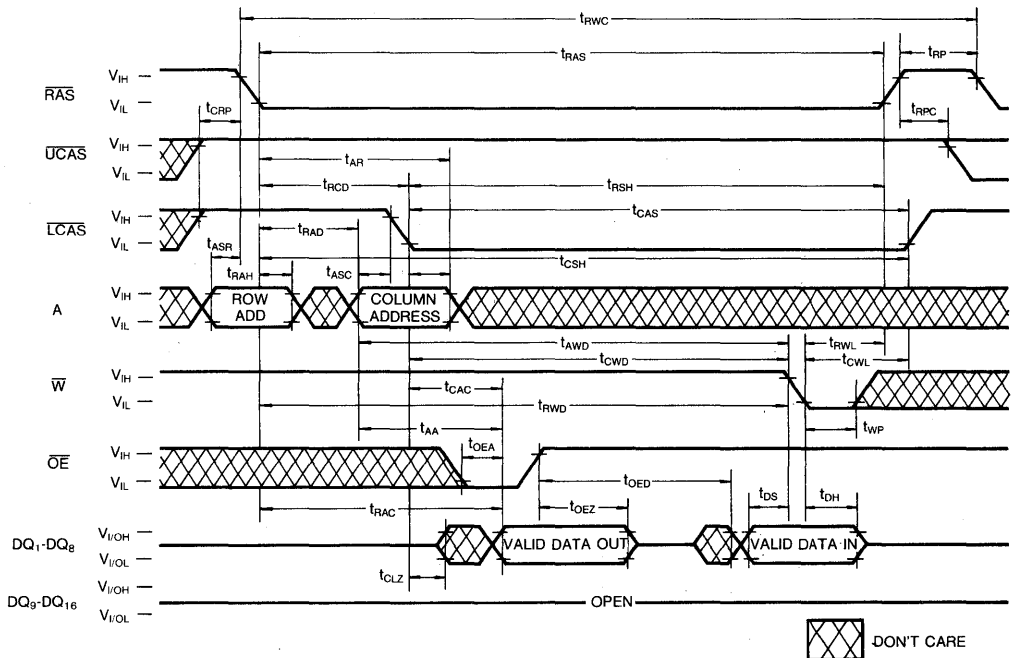 tRWC
tRAS
tRP
RAS
VIH
VIL
tCRP
tRPC
UCAS
VIH
VIL
tAR
tRCD
tRSH
LCAS
VIH
VIL
tCAS
tRAD
tASR
tCSH
tRAH
tASC
A
VIH
VIL
ROW
ADD
COLUMN
ADDRESS
tAWD
tRWL
tCWD
tCWL
W
VIH
VIL
tCAC
tRWD
tWP
tAA
OE
VIH
VIL
tOEA
tOED
tRAC
tOEZ
tDS
tDH
DQ1-DQ8
VI/OH
VI/OL
VALID DATA OUT
VALID DATA IN
tCLZ
DQ9-DQ16
VI/OH
VI/OL
OPEN
DON'T CARE